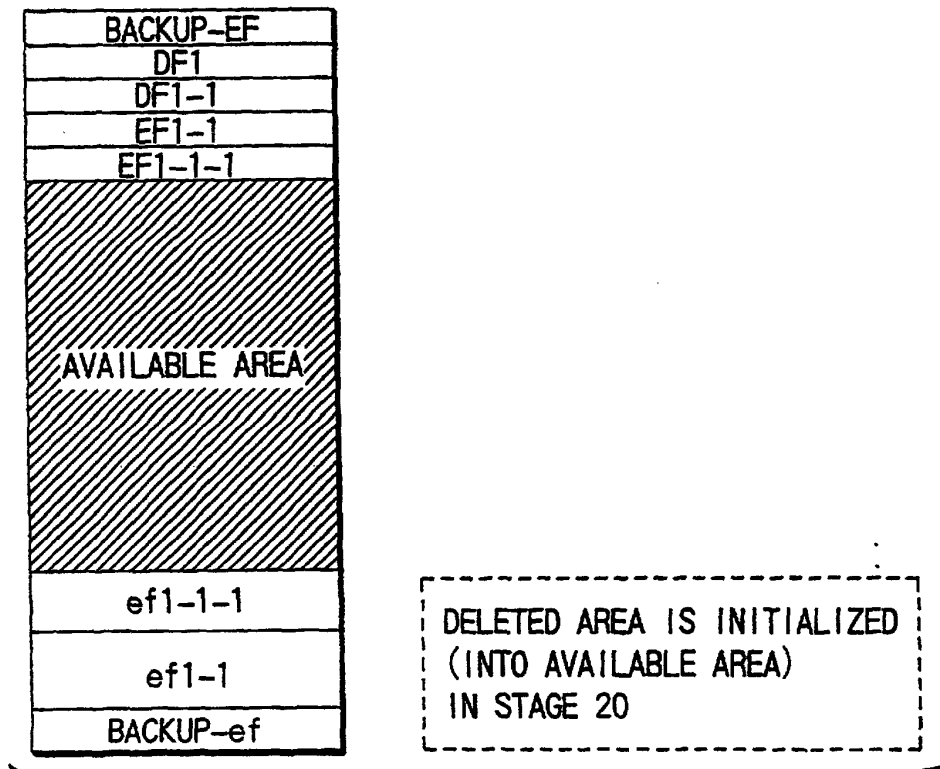 BACKUP-EF
DF1
DF1-1
EF1-1
EF1-1-1
AVAILABLE AREA
ef1-1-1
ef1-1
BACKUP-ef
DELETED AREA IS INITIALIZED
(INTO AVAILABLE AREA)
IN STAGE 20